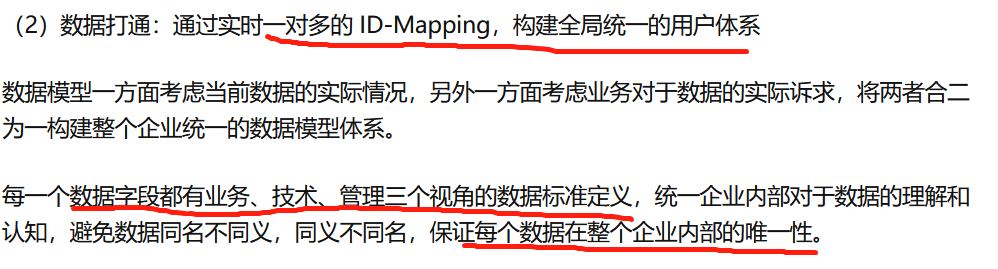 （2）数据打通：通过实时一对多的 ID-Mapping，构建全局统一的用户体系
数据模型一方面考虑当前数据的实际情况，另外一方面考虑业务对于数据的实际诉求，将两者合二
为一构建整个企业统一的数据模型体系。
每一个数据字段都有业务、技术、管理三个视角的数据标准定义，统一企业内部对于数据的理解和
认知，避免数据同名不同义，同义不同名，保证每个数据在整个企业内部的唯一性。